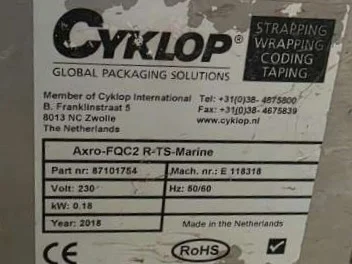 CYKLOP®
GLOBAL PACKAGING SOLUTIONS
STRAPPING
WRAPPING
CODING
TAPING
Member of Cyklop International
B. Franklinstraat 5
8013 NC Zwolle
The Netherlands
Tel: +31(0)38- 4675800
Fax: +31(0)38- 4675839
www.cyklop.nl
Axro-FQC2 R-TS-Marine
Part nr: 87101754 Mach. nr.: E 118318
Volt: 230 Hz: 50/60
kW: 0.18
Year: 2018 Made in the Netherlands
CE RoHS